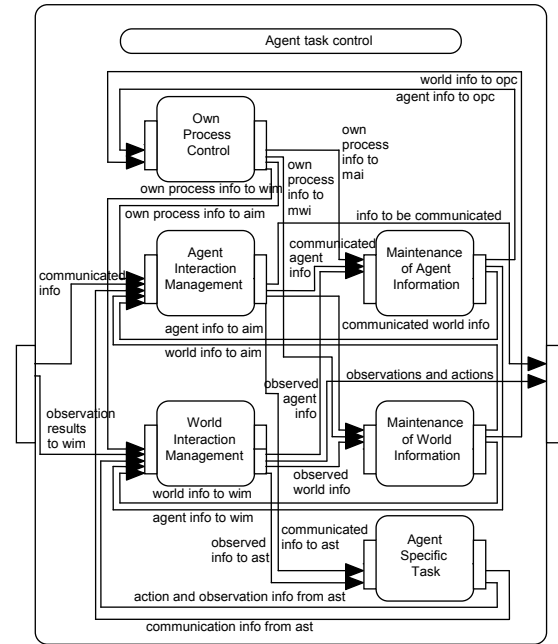 Agent task control
world info to opc
agent info to opc
Own
Process
Control
own
process
info to
mai
own
process
info to
mwi
own process info to wim
own process info to aim
info to be communicated
communicated
info
Agent
Interaction
Management
communicated
agent
info
Maintenance
of Agent
Information
agent info to aim
communicated world info
world info to aim
observed
agent
info
observations and actions
observation
results
to wim
World
Interaction
Management
Maintenance
of World
Information
observed
world info
world info to wim
agent info to wim
observed
info to ast
communicated
info to ast
Agent
Specific
Task
action and observation info from ast
communication info from ast